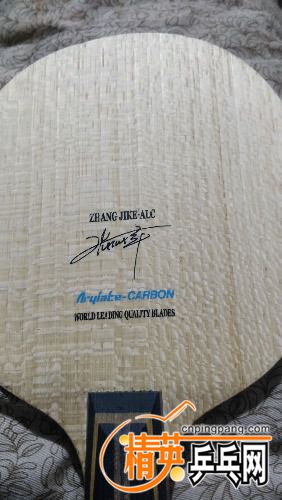 ZHANG JIKE-ALC
Arylate-CARBON
WORLD LEADING QUALITY BLADES
cnpingpang.com
精英乒乓网